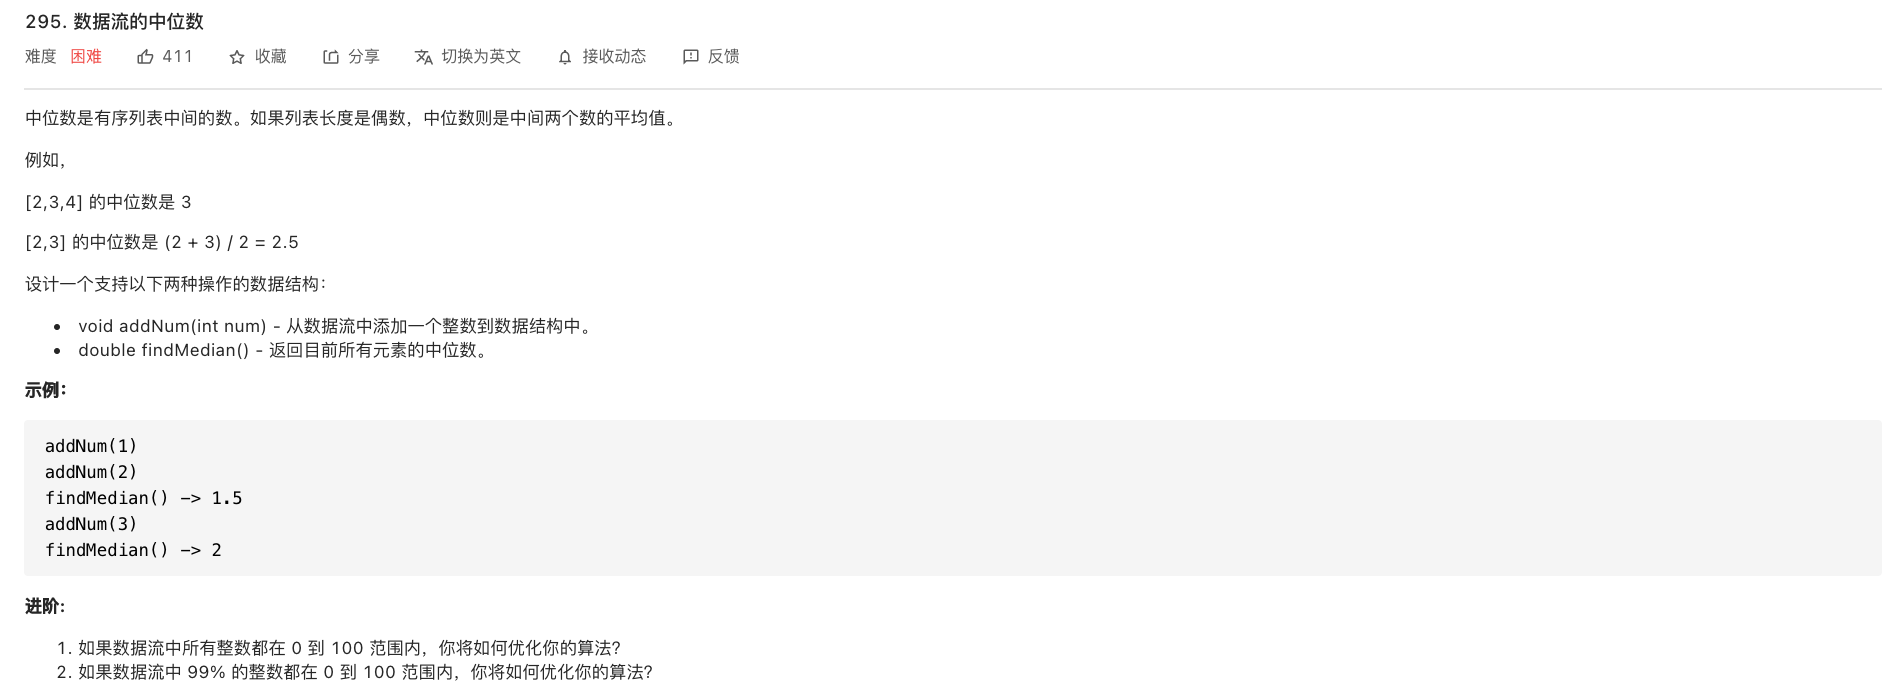 295. 数据流的中位数
难度 困难 411 收藏 分享 切换为英文 接收动态 反馈
中位数是有序列表中间的数。如果列表长度是偶数，中位数则是中间两个数的平均值。
例如，
[2,3,4] 的中位数是 3
[2,3] 的中位数是 (2 + 3) / 2 = 2.5
设计一个支持以下两种操作的数据结构：
• void addNum(int num) - 从数据流中添加一个整数到数据结构中。
• double findMedian() - 返回目前所有元素的中位数。
示例：
addNum(1)
addNum(2)
findMedian() -> 1.5
addNum(3)
findMedian() -> 2
进阶:
1. 如果数据流中所有整数都在 0 到 100 范围内，你将如何优化你的算法？
2. 如果数据流中 99% 的整数都在 0 到 100 范围内，你将如何优化你的算法？